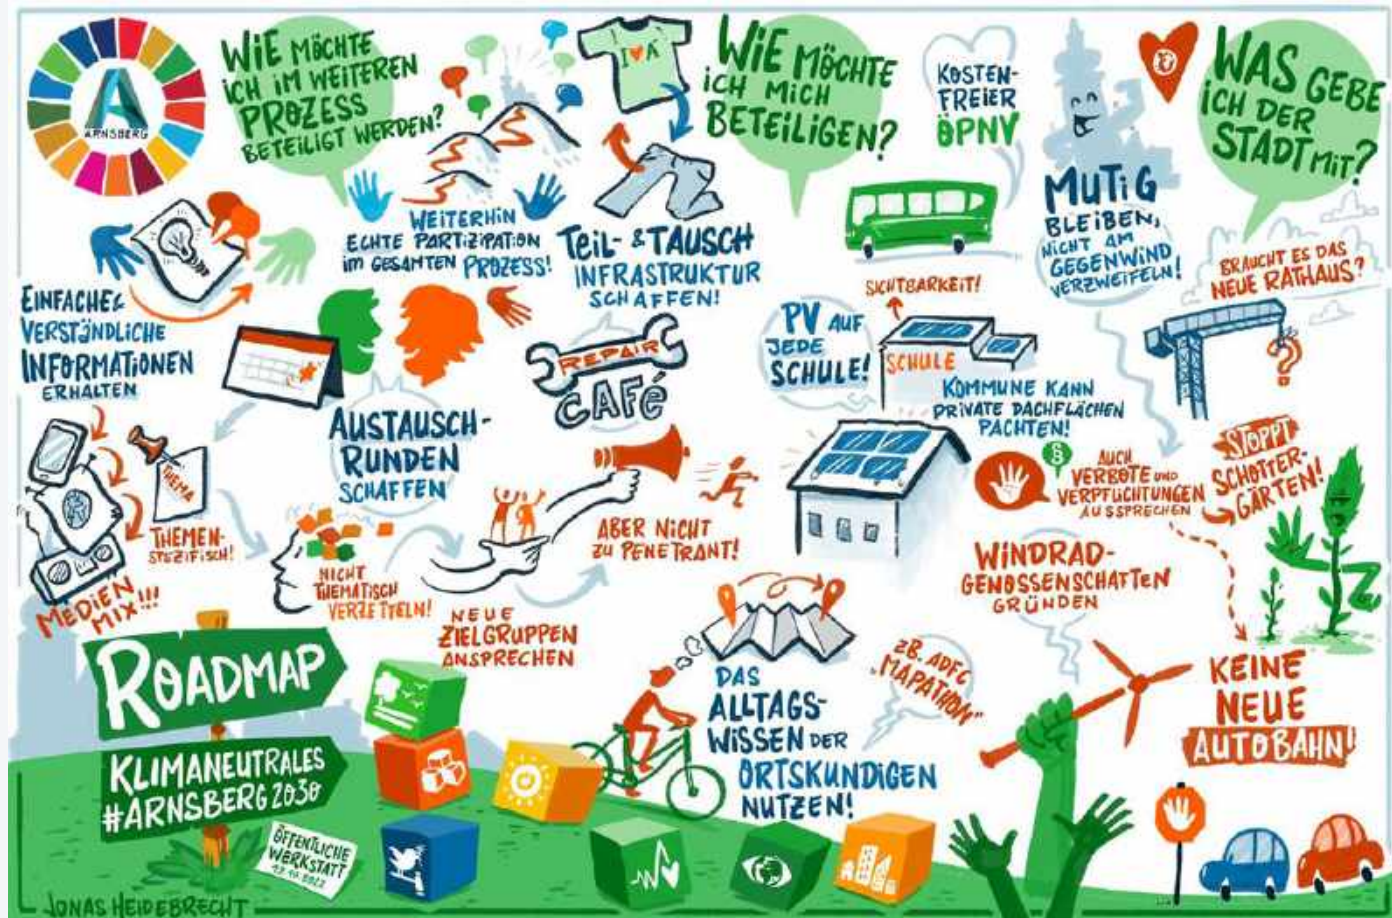 ARNSBERG
WIE MÖCHTE
ICH IM WEITEREN
PROZESS
BETEILIGT WERDEN?
I ♥ A
WIE MÖCHTE
ICH MICH
BETEILIGEN?
KOSTEN-
FREIER
ÖPNV
WAS GEBE
ICH DER
STADT MIT?
MUTIG
BLEIBEN,
NICHT AM
GEGENWIND
VERZWEIFELN!
WEITERHIN
ECHTE PARTIZIPATION
IM GESAMTEN PROZESS!
TEIL- & TAUSCH
INFRASTRUKTUR
SCHAFFEN!
BRAUCHT ES DAS
NEUE RATHAUS?
EINFACHE &
VERSTÄNDLICHE
INFORMATIONEN
ERHALTEN
SICHTBARKEIT!
PV AUF
JEDE
SCHULE!
SCHULE
REPAIR
CAFÉ
KOMMUNE KANN
PRIVATE DACHFLÄCHEN
PACHTEN!
AUSTAUSCH-
RUNDEN
SCHAFFEN
§
AUCH
VERBOTE UND
VERPFLICHTUNGEN
AUSSPRECHEN
STOPPT
SCHOTTER-
GÄRTEN!
THEMA
THEMEN-
SPEZIFISCH!
MEDIEN
MIX!!!
NICHT
THEMATISCH
VERZETTELN!
ABER NICHT
ZU PENETRANT!
NEUE
ZIELGRUPPEN
ANSPRECHEN
WINDRAD-
GENOSSENSCHAFTEN
GRÜNDEN
DAS
ALLTAGS-
WISSEN DER
ORTSKUNDIGEN
NUTZEN!
ZB. ADFC
„MAPATHON"
KEINE
NEUE
AUTOBAHN!
ROADMAP
KLIMANEUTRALES
#ARNSBERG 2030
ÖFFENTLICHE
WERKSTATT
JONAS HEIDEBRECHT